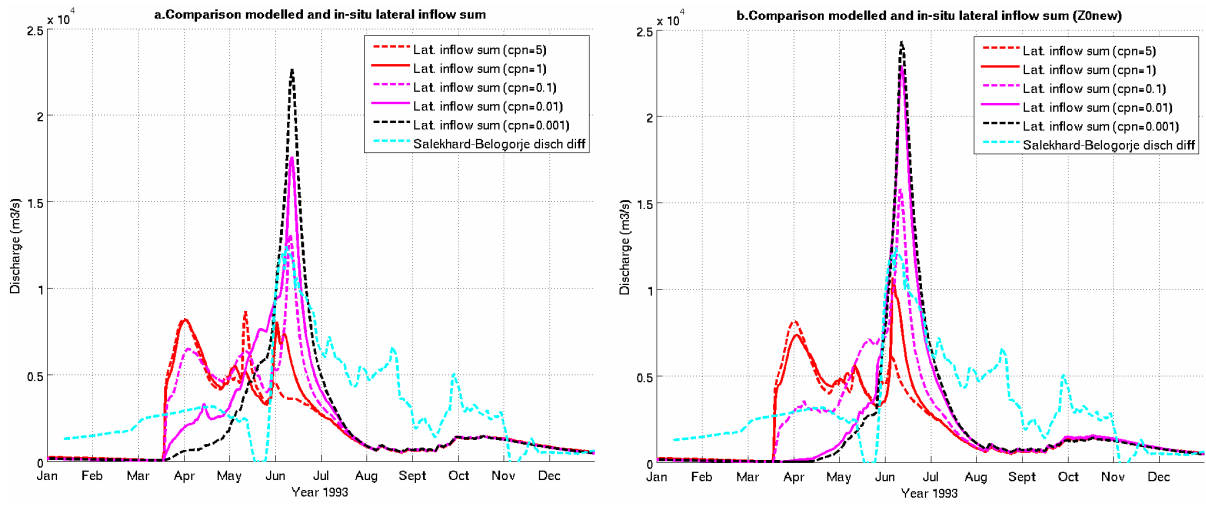 a.Comparison modelled and in-situ lateral inflow sum
x 10^4
2.5
2
1.5
1
0.5
0
Discharge (m3/s)
Lat. inflow sum (cpn=5)
Lat. inflow sum (cpn=1)
Lat. inflow sum (cpn=0.1)
Lat. inflow sum (cpn=0.01)
Lat. inflow sum (cpn=0.001)
Salekhard-Belogorje disch diff
Jan Feb Mar Apr May Jun Jul Aug Sept Oct Nov Dec
Year 1993
b.Comparison modelled and in-situ lateral inflow sum (Z0new)
x 10^4
2.5
2
1.5
1
0.5
0
Discharge (m3/s)
Lat. inflow sum (cpn=5)
Lat. inflow sum (cpn=1)
Lat. inflow sum (cpn=0.1)
Lat. inflow sum (cpn=0.01)
Lat. inflow sum (cpn=0.001)
Salekhard-Belogorje disch diff
Jan Feb Mar Apr May Jun Jul Aug Sept Oct Nov Dec
Year 1993